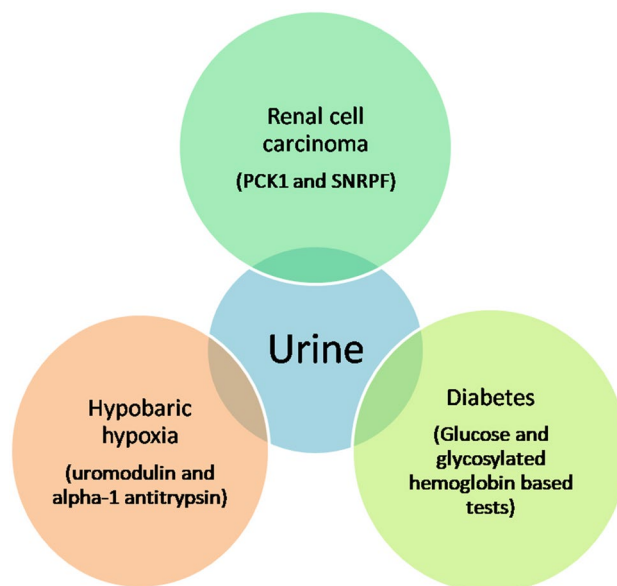 Renal cell
carcinoma
(PCK1 and SNRPF)
Urine
Hypobaric
hypoxia
(uromodulin and
alpha-1 antitrypsin)
Diabetes
(Glucose and
glycosylated
hemoglobin based
tests)